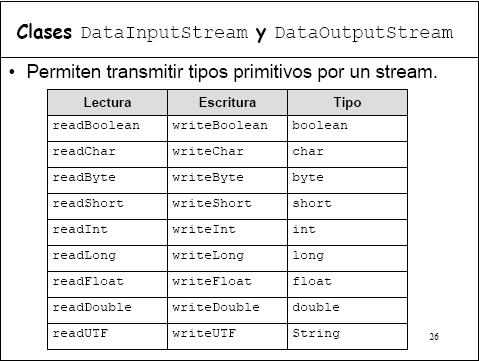 Clases DataInputStream y DataOutputStream
• Permiten transmitir tipos primitivos por un stream.
Lectura Escritura Tipo
readBoolean writeBoolean boolean
readChar writeChar char
readByte writeByte byte
readShort writeShort short
readInt writeInt int
readLong writeLong long
readFloat writeFloat float
readDouble writeDouble double
readUTF writeUTF String
26